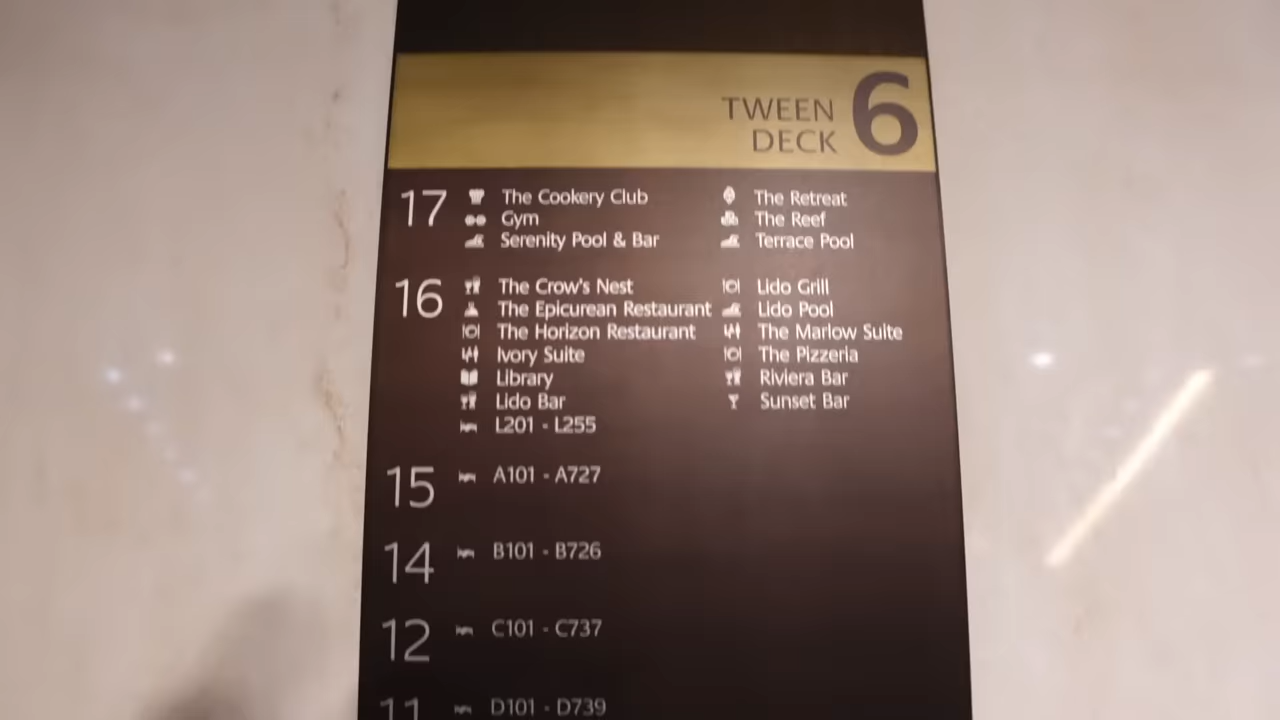 TWEEN
DECK 6
17 The Cookery Club The Retreat
Gym The Reef
Serenity Pool & Bar Terrace Pool
16 The Crow's Nest Lido Grill
The Epicurean Restaurant Lido Pool
The Horizon Restaurant The Marlow Suite
Ivory Suite The Pizzeria
Library Riviera Bar
Lido Bar Sunset Bar
L201 - L255
15 A101 - A727
14 B101 - B726
12 C101 - C737
11 D101 - D739